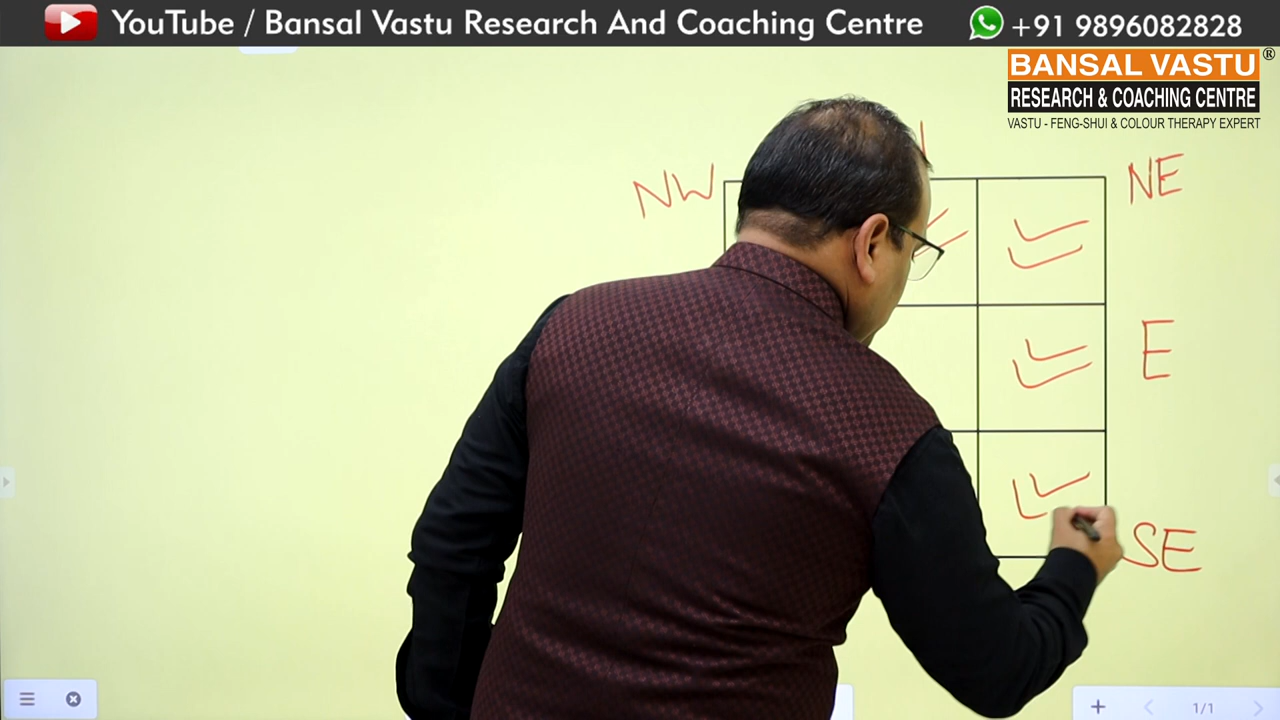 YouTube / Bansal Vastu Research And Coaching Centre
+91 9896082828
BANSAL VASTU ®
RESEARCH & COACHING CENTRE
VASTU - FENG-SHUI & COLOUR THERAPY EXPERT
NW
NE
E
SE
1/1